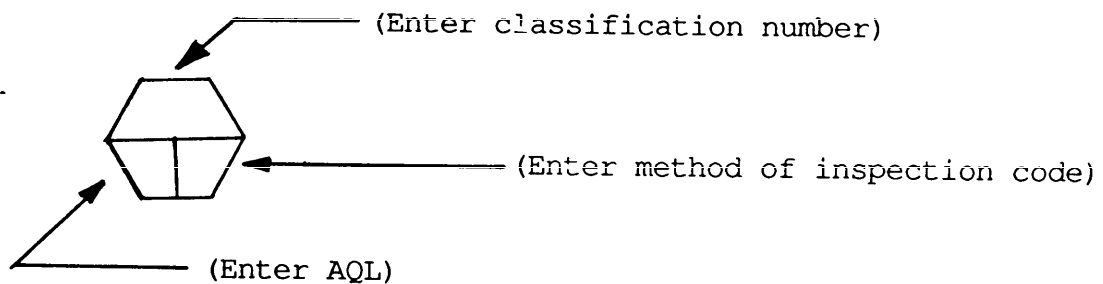 (Enter classification number)
(Enter method of inspection code)
(Enter AQL)